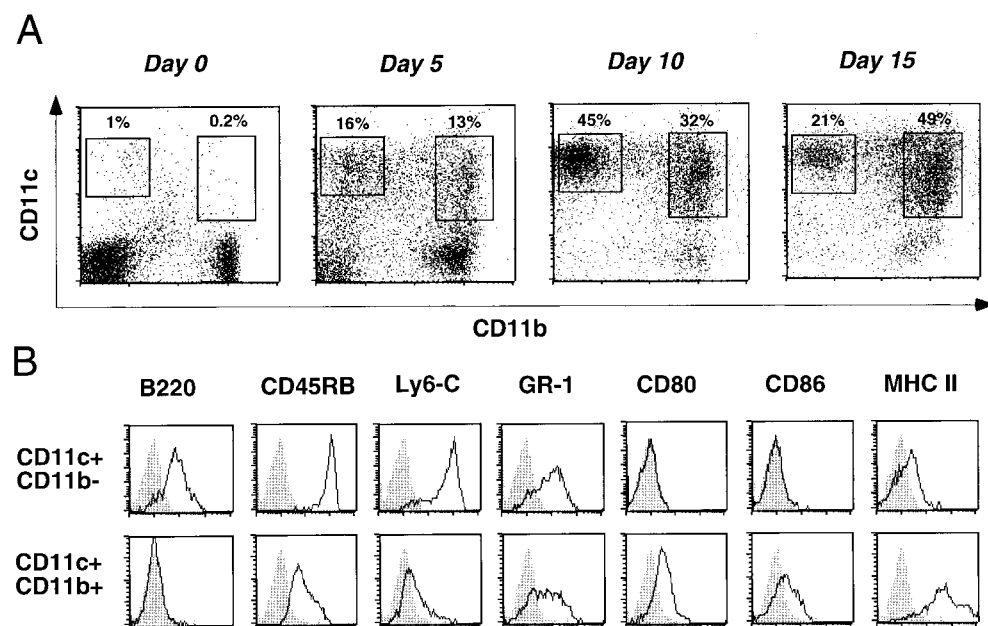 A
Day 0
Day 5
Day 10
Day 15
1%
0.2%
16%
13%
45%
32%
21%
49%
CD11c
CD11b
B
B220
CD45RB
Ly6-C
GR-1
CD80
CD86
MHC II
CD11c+
CD11b-
CD11c+
CD11b+